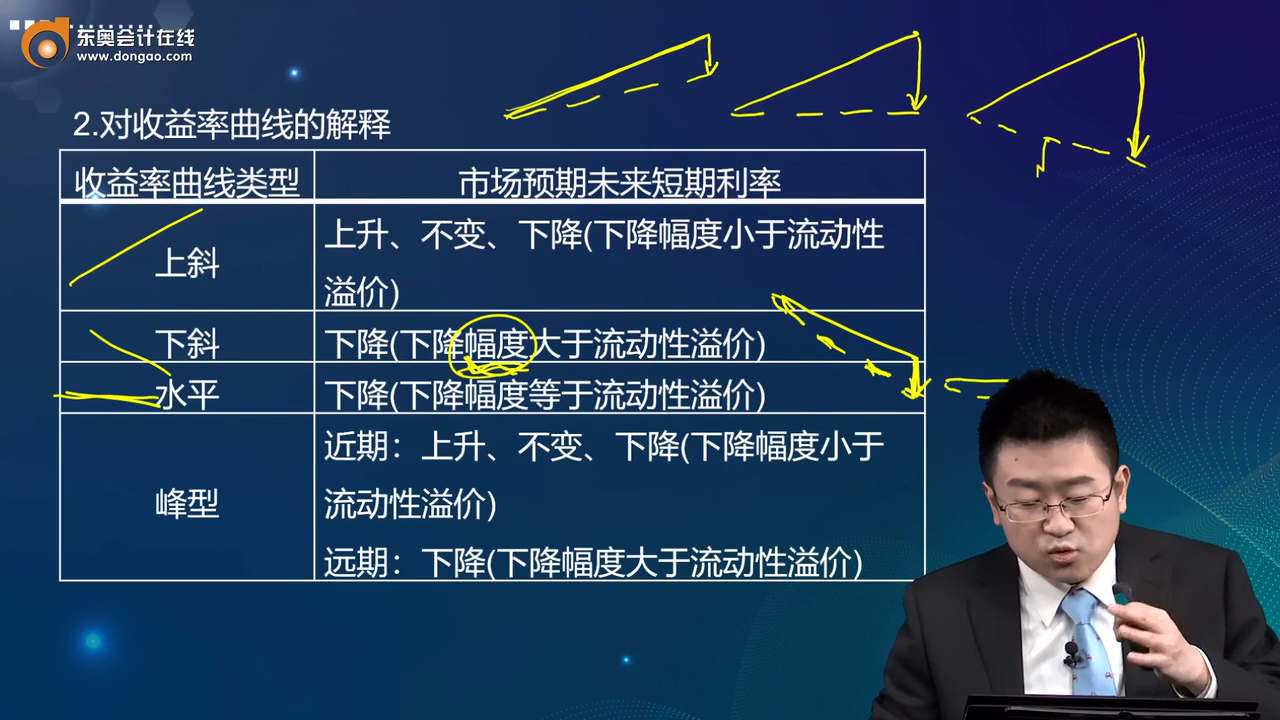 东奥会计在线
www.dongao.com
2.对收益率曲线的解释
收益率曲线类型
市场预期未来短期利率
上斜
上升、不变、下降(下降幅度小于流动性
溢价)
下斜
下降(下降幅度大于流动性溢价)
水平
下降(下降幅度等于流动性溢价)
峰型
近期：上升、不变、下降(下降幅度小于
流动性溢价)
远期：下降(下降幅度大于流动性溢价)